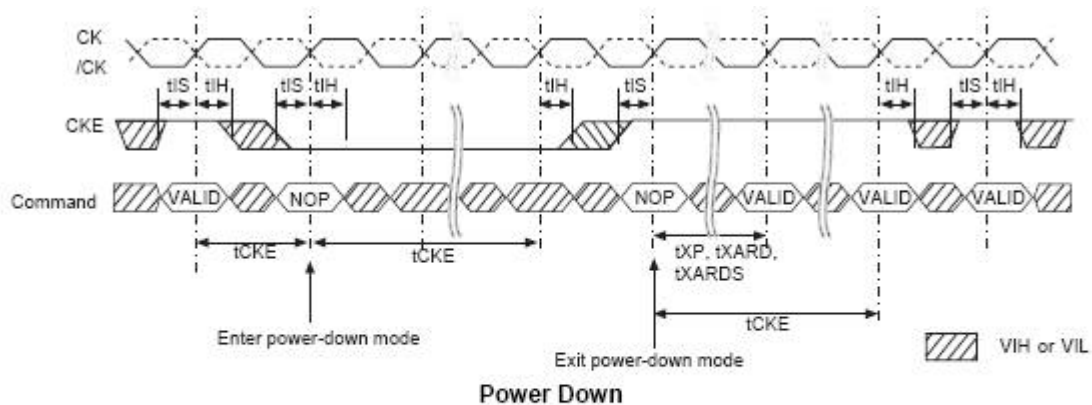 CK
/CK
tIS tIH tIS tIH tIH tIS tIH tIS tIH
CKE
Command VALID NOP NOP VALID VALID VALID
tCKE tCKE tXP, tXARD,
tXARDS
tCKE
Enter power-down mode
Exit power-down mode
VIH or VIL
Power Down